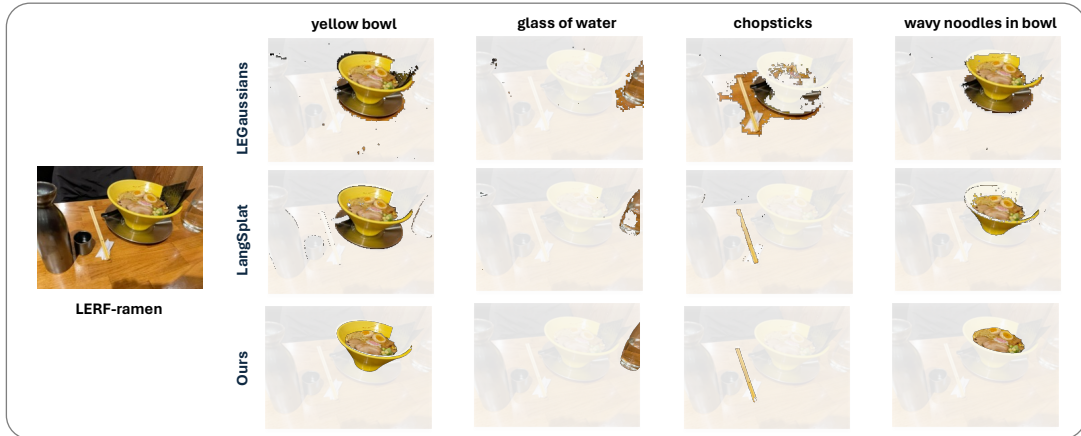 yellow bowl
glass of water
chopsticks
wavy noodles in bowl
LEGaussians
LangSplat
LERF-ramen
Ours